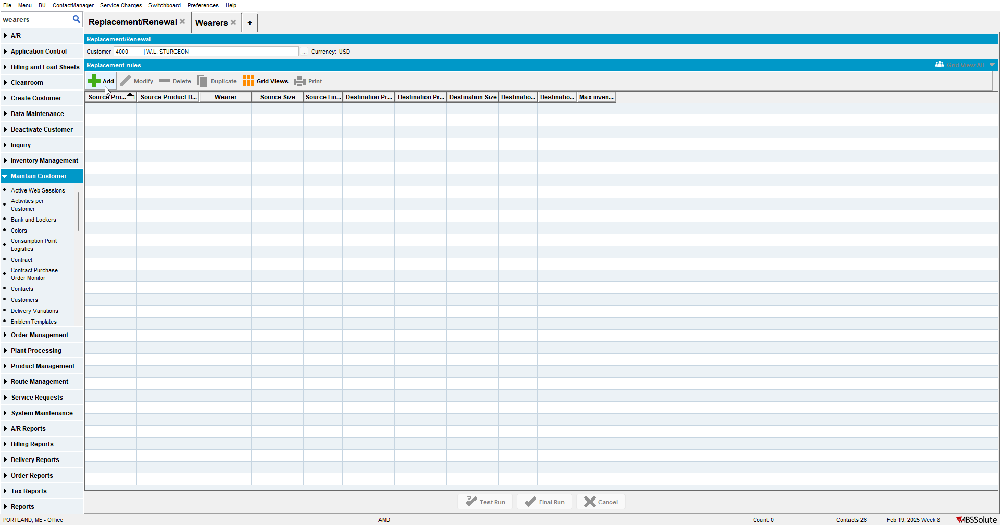 File Menu BU ContactManager Service Charges Switchboard Preferences Help
wearers
Replacement/Renewal Wearers +
A/R
Application Control
Billing and Load Sheets
Cleanroom
Create Customer
Data Maintenance
Deactivate Customer
Inquiry
Inventory Management
Maintain Customer
Active Web Sessions
Activities per
Customer
Bank and Lockers
Colors
Consumption Point
Logistics
Contract
Contract Purchase
Order Monitor
Contacts
Customers
Delivery Variations
Emblem Templates
Order Management
Plant Processing
Product Management
Route Management
Service Requests
System Maintenance
A/R Reports
Billing Reports
Delivery Reports
Order Reports
Tax Reports
Reports
Replacement/Renewal
Customer 4000 | W.L. STURGEON ... Currency: USD
Replacement rules Grid View All
Add Modify Delete Duplicate Grid Views Print
Source Pro... 1 Source Product D... Wearer Source Size Source Fin... Destination Pr... Destination Pr... Destination Size Destinatio... Destinatio... Max inven...
Test Run Final Run Cancel
PORTLAND, ME - Office AMD Count: 0 Contacts 26 Feb 19, 2025 Week 8 ABSSolute